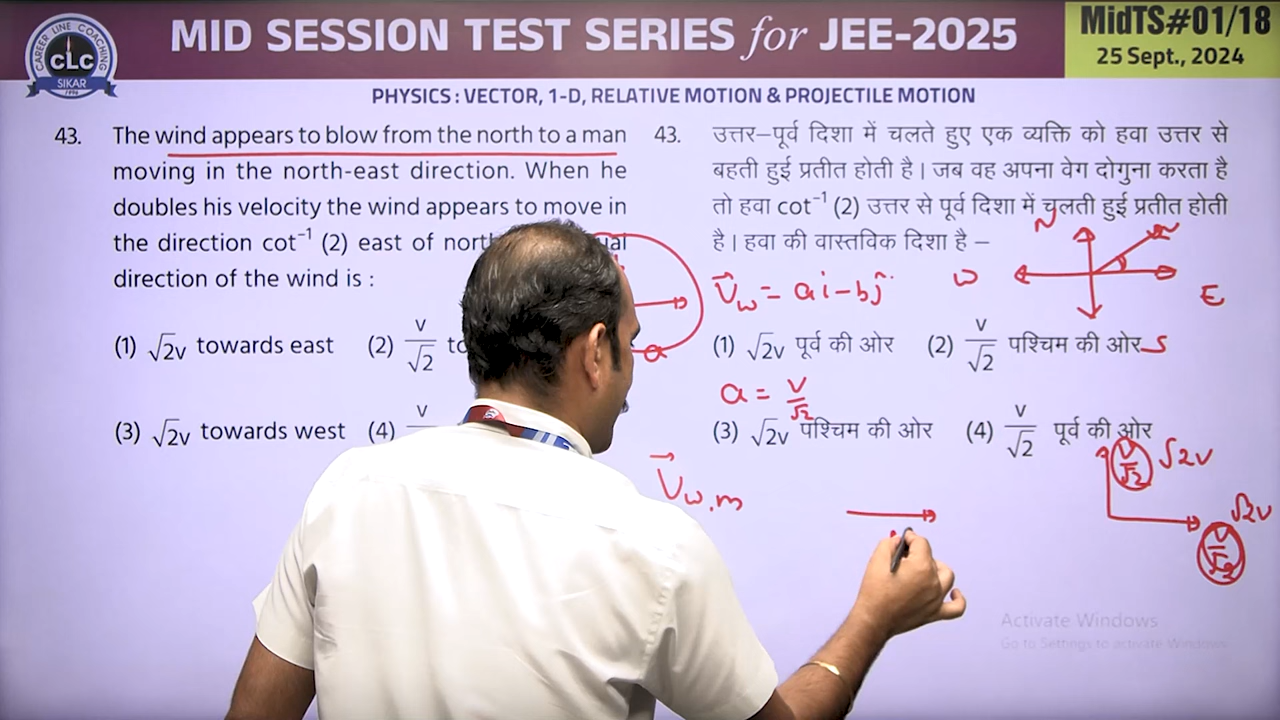 CAREER LINE COACHING
CLC
SIKAR
MID SESSION TEST SERIES for JEE-2025
MidTS#01/18
25 Sept., 2024
PHYSICS : VECTOR, 1-D, RELATIVE MOTION & PROJECTILE MOTION
43. The wind appears to blow from the north to a man
moving in the north-east direction. When he
doubles his velocity the wind appears to move in
the direction cot⁻¹ (2) east of
direction of the wind is :
(1) √2v towards east (2) v/√2
(3) √2v towards west (4) v
43. उत्तर–पूर्व दिशा में चलते हुए एक व्यक्ति को हवा उत्तर से
बहती हुई प्रतीत होती है। जब वह अपना वेग दोगुना करता है
तो हवा cot⁻¹ (2) उत्तर से पूर्व दिशा में चलती हुई प्रतीत होती
है। हवा की वास्तविक दिशा है –
(1) √2v पूर्व की ओर (2) v/√2 पश्चिम की ओर
(3) √2v पश्चिम की ओर (4) v/√2 पूर्व की ओर
N
W
E
S
V⃗w = ai - bĵ
a
a = v/√2
V⃗w,m
v/√2 √2v
√2v
v/√2
Activate Windows
Go to Settings to activate Windows.